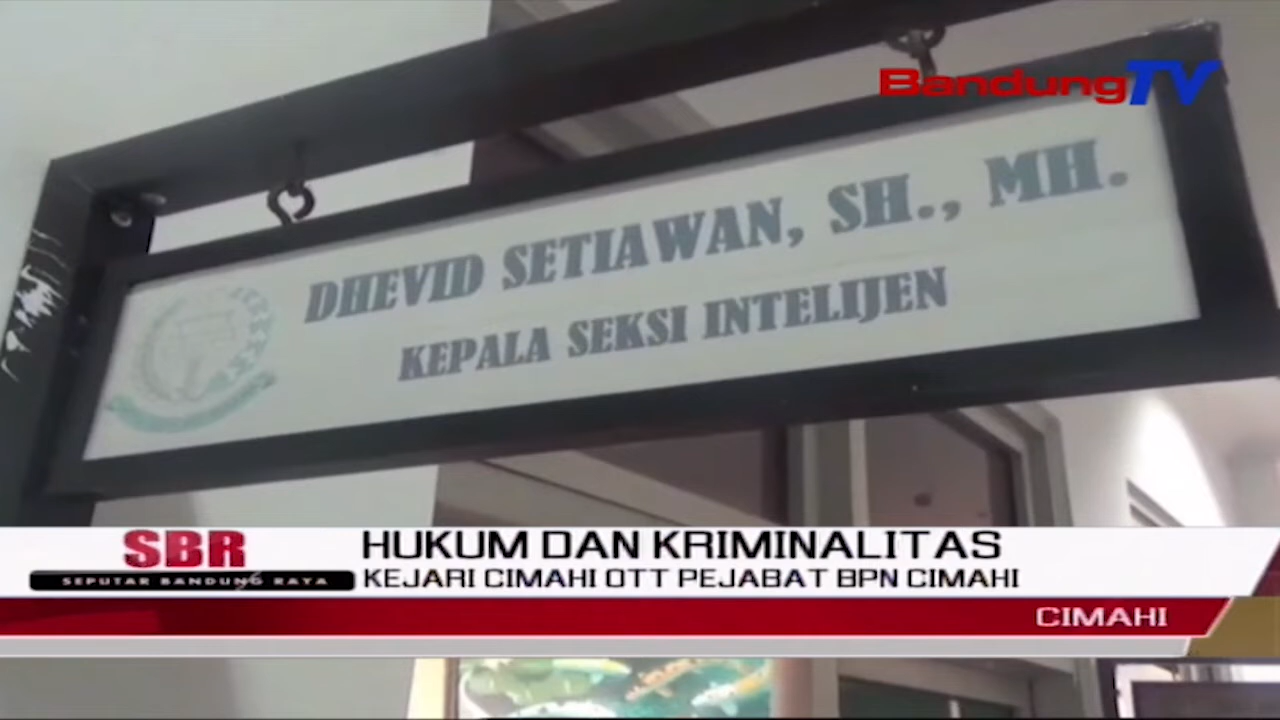 BandungTV
DHEVID SETIAWAN, SH., MH.
KEPALA SEKSI INTELIJEN
SBR
SEPUTAR BANDUNG RAYA
HUKUM DAN KRIMINALITAS
KEJARI CIMAHI OTT PEJABAT BPN CIMAHI
CIMAHI